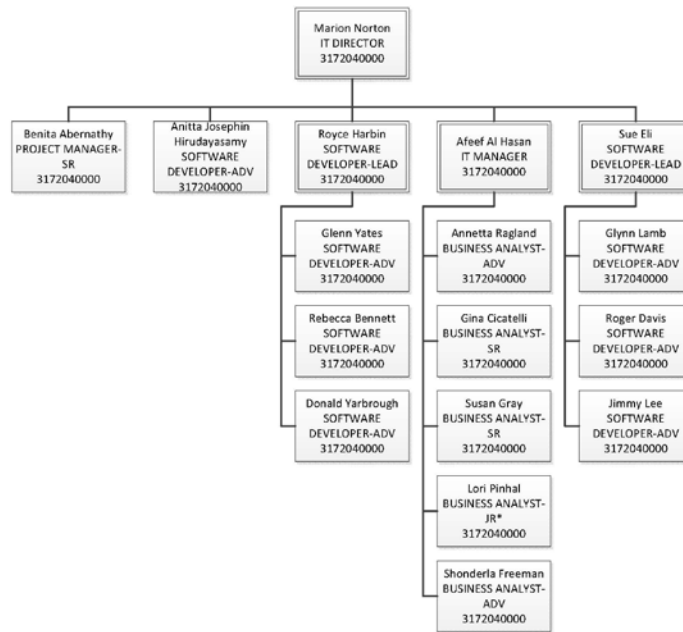 Marion Norton
IT DIRECTOR
3172040000
Benita Abernathy
PROJECT MANAGER-
SR
3172040000
Anitta Josephin
Hirudayasamy
SOFTWARE
DEVELOPER-ADV
3172040000
Royce Harbin
SOFTWARE
DEVELOPER-LEAD
3172040000
Afeef Al Hasan
IT MANAGER
3172040000
Sue Eli
SOFTWARE
DEVELOPER-LEAD
3172040000
Glenn Yates
SOFTWARE
DEVELOPER-ADV
3172040000
Rebecca Bennett
SOFTWARE
DEVELOPER-ADV
3172040000
Donald Yarbrough
SOFTWARE
DEVELOPER-ADV
3172040000
Annetta Ragland
BUSINESS ANALYST-
ADV
3172040000
Gina Cicatelli
BUSINESS ANALYST-
SR
3172040000
Susan Gray
BUSINESS ANALYST-
SR
3172040000
Lori Pinhal
BUSINESS ANALYST-
JR*
3172040000
Shonderla Freeman
BUSINESS ANALYST-
ADV
3172040000
Glynn Lamb
SOFTWARE
DEVELOPER-ADV
3172040000
Roger Davis
SOFTWARE
DEVELOPER-ADV
3172040000
Jimmy Lee
SOFTWARE
DEVELOPER-ADV
3172040000